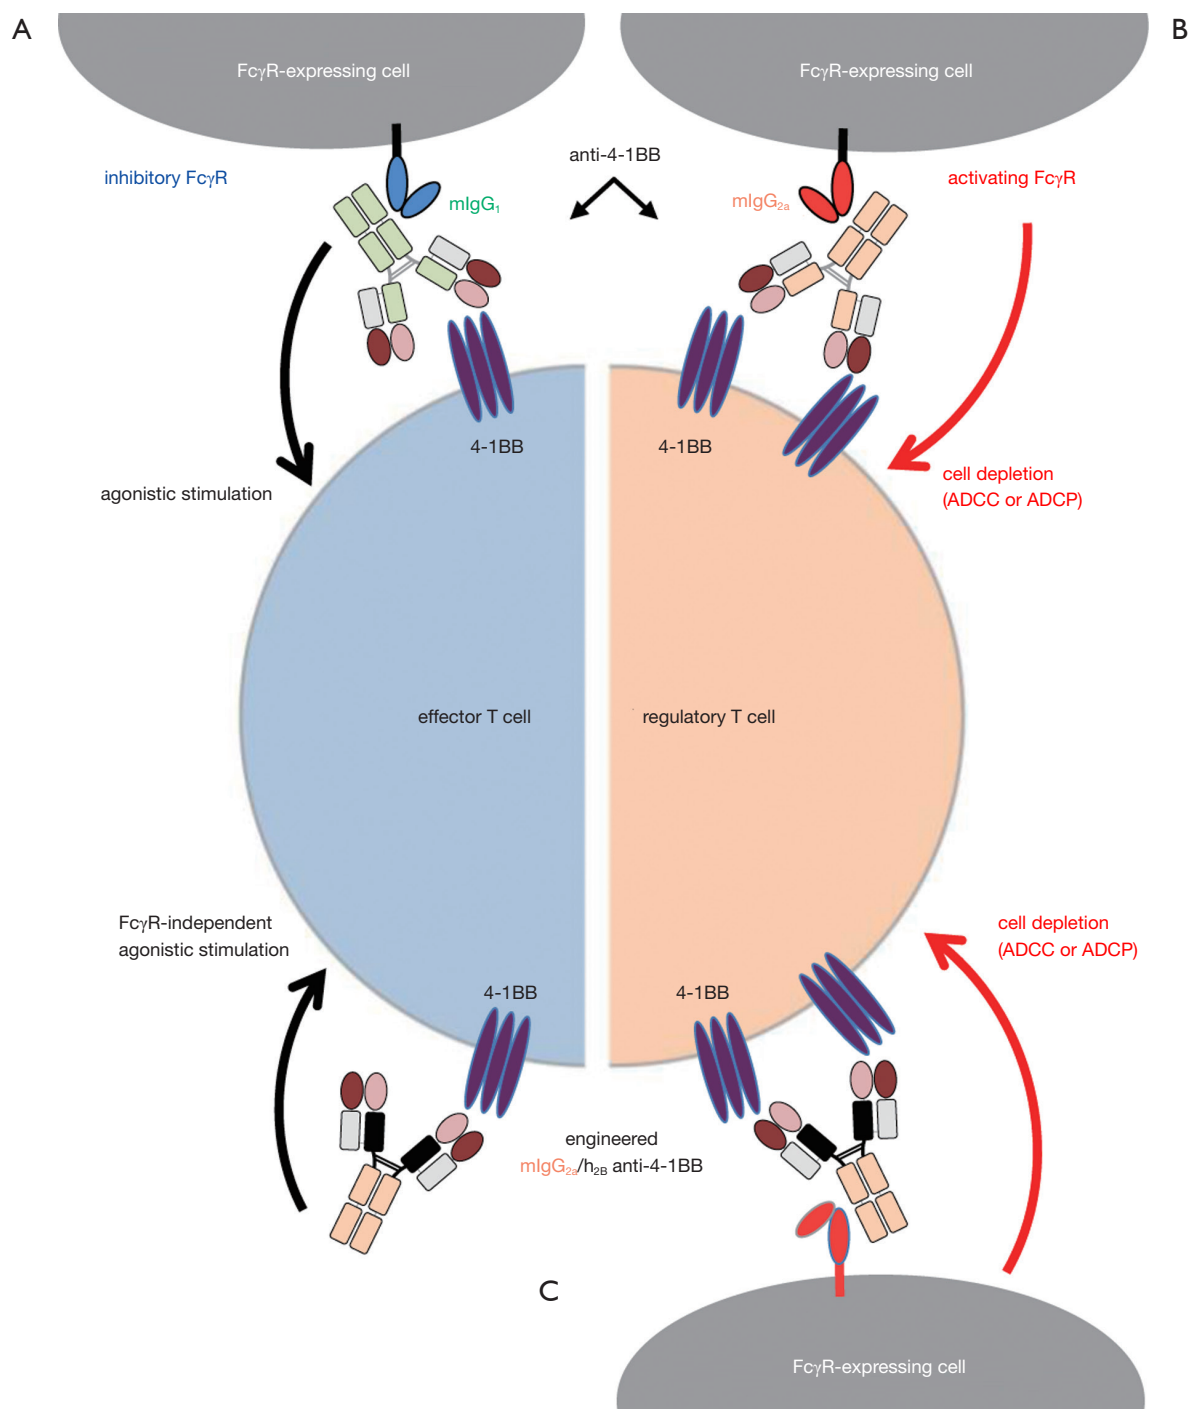 A
B
FcγR-expressing cell
FcγR-expressing cell
anti-4-1BB
inhibitory FcγR
mIgG₁
mIgG₂ₐ
activating FcγR
4-1BB
4-1BB
agonistic stimulation
cell depletion
(ADCC or ADCP)
effector T cell
regulatory T cell
FcγR-independent
agonistic stimulation
cell depletion
(ADCC or ADCP)
4-1BB
4-1BB
engineered
mIgG₂ₐ/h2B anti-4-1BB
C
FcγR-expressing cell